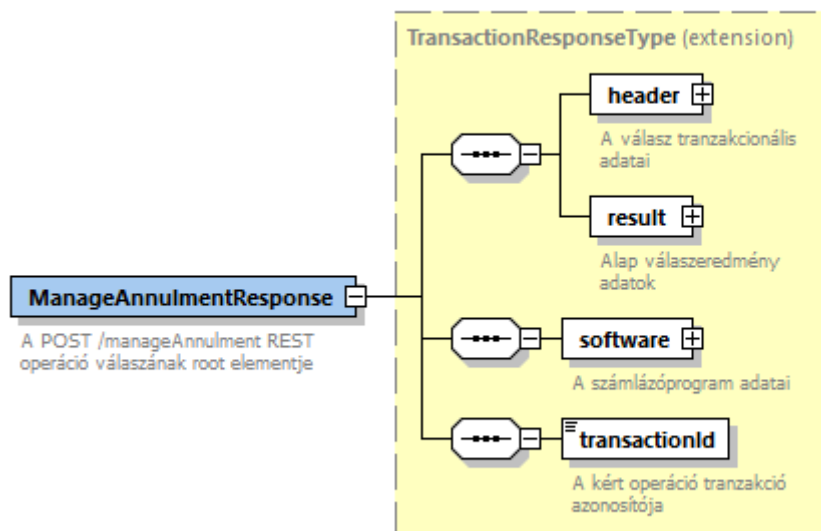 TransactionResponseType (extension)
header
A válasz tranzakcionális
adatai
result
Alap válaszeredmény
adatok
ManageAnnulmentResponse
A POST /manageAnnulment REST
operáció válaszának root elementje
software
A számlázóprogram adatai
transactionId
A kért operáció tranzakció
azonosítója